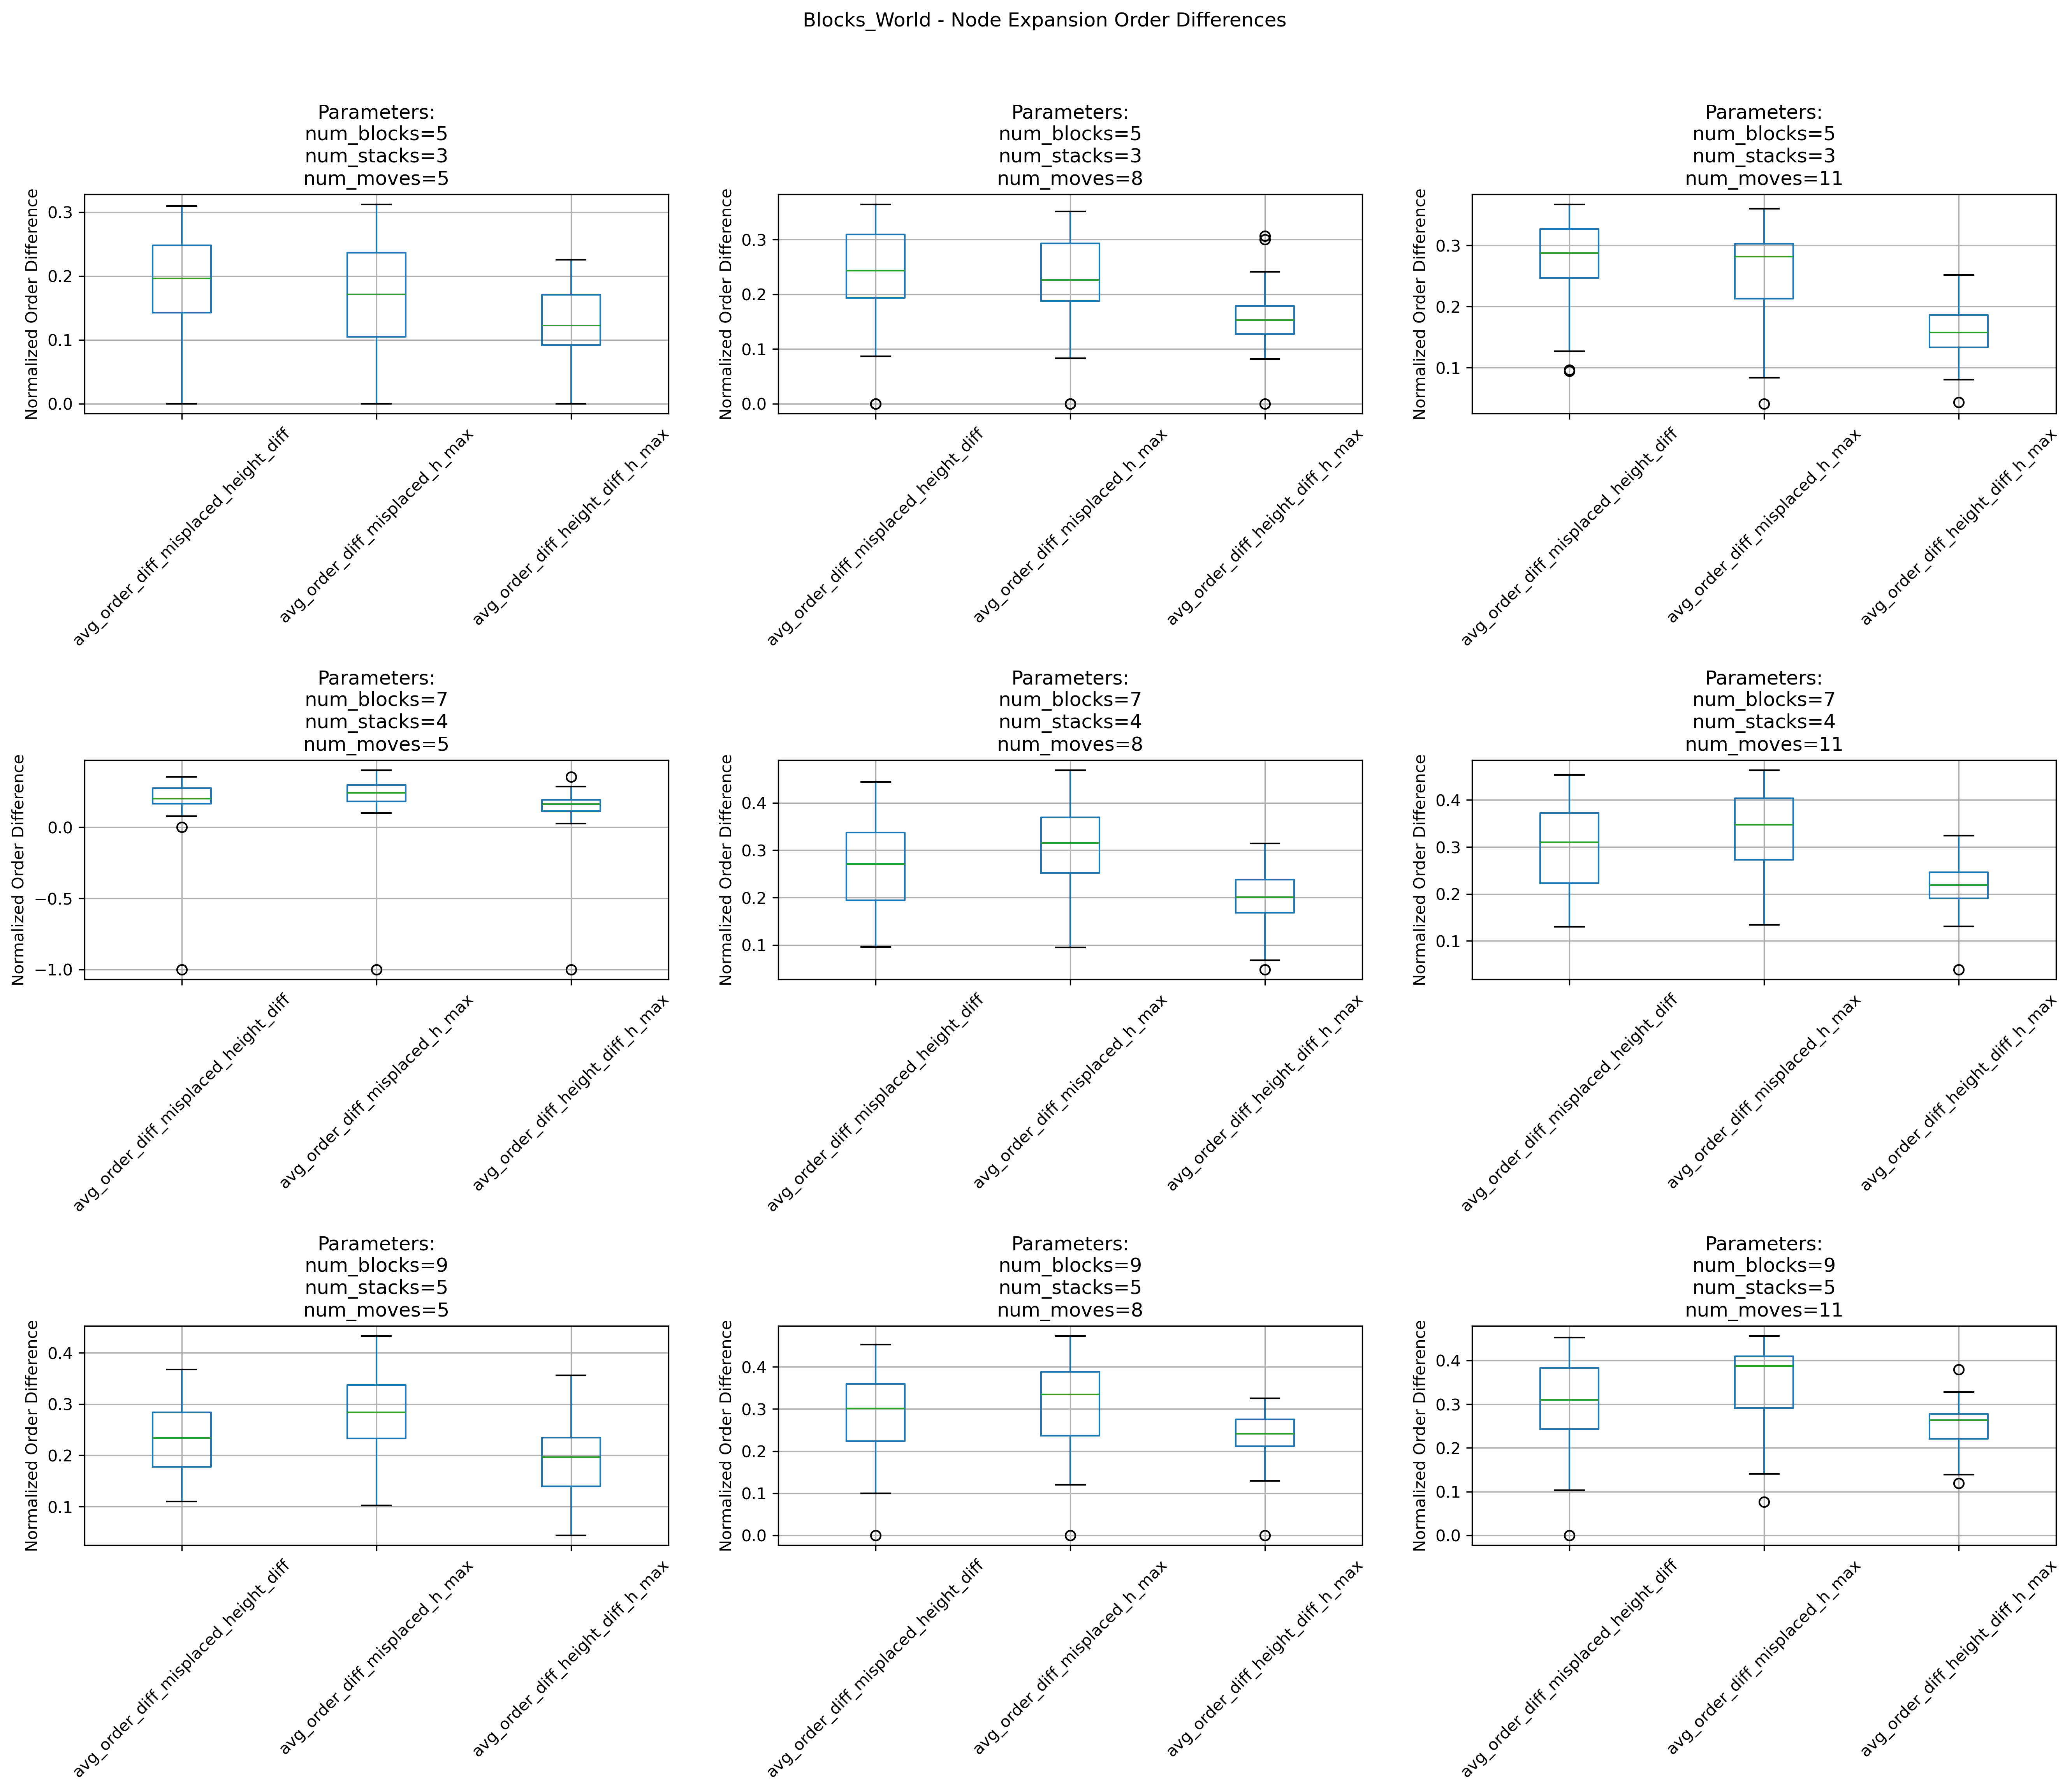 Blocks_World - Node Expansion Order Differences
Parameters:
num_blocks=5
num_stacks=3
num_moves=5
Normalized Order Difference
0.3
0.2
0.1
0.0
avg_order_diff_misplaced_height_diff
avg_order_diff_misplaced_h_max
avg_order_diff_height_diff_h_max
Parameters:
num_blocks=5
num_stacks=3
num_moves=8
Normalized Order Difference
0.3
0.2
0.1
0.0
avg_order_diff_misplaced_height_diff
avg_order_diff_misplaced_h_max
avg_order_diff_height_diff_h_max
Parameters:
num_blocks=5
num_stacks=3
num_moves=11
Normalized Order Difference
0.3
0.2
0.1
avg_order_diff_misplaced_height_diff
avg_order_diff_misplaced_h_max
avg_order_diff_height_diff_h_max
Parameters:
num_blocks=7
num_stacks=4
num_moves=5
Normalized Order Difference
0.0
−0.5
−1.0
avg_order_diff_misplaced_height_diff
avg_order_diff_misplaced_h_max
avg_order_diff_height_diff_h_max
Parameters:
num_blocks=7
num_stacks=4
num_moves=8
Normalized Order Difference
0.4
0.3
0.2
0.1
avg_order_diff_misplaced_height_diff
avg_order_diff_misplaced_h_max
avg_order_diff_height_diff_h_max
Parameters:
num_blocks=7
num_stacks=4
num_moves=11
Normalized Order Difference
0.4
0.3
0.2
0.1
avg_order_diff_misplaced_height_diff
avg_order_diff_misplaced_h_max
avg_order_diff_height_diff_h_max
Parameters:
num_blocks=9
num_stacks=5
num_moves=5
Normalized Order Difference
0.4
0.3
0.2
0.1
avg_order_diff_misplaced_height_diff
avg_order_diff_misplaced_h_max
avg_order_diff_height_diff_h_max
Parameters:
num_blocks=9
num_stacks=5
num_moves=8
Normalized Order Difference
0.4
0.3
0.2
0.1
0.0
avg_order_diff_misplaced_height_diff
avg_order_diff_misplaced_h_max
avg_order_diff_height_diff_h_max
Parameters:
num_blocks=9
num_stacks=5
num_moves=11
Normalized Order Difference
0.4
0.3
0.2
0.1
0.0
avg_order_diff_misplaced_height_diff
avg_order_diff_misplaced_h_max
avg_order_diff_height_diff_h_max